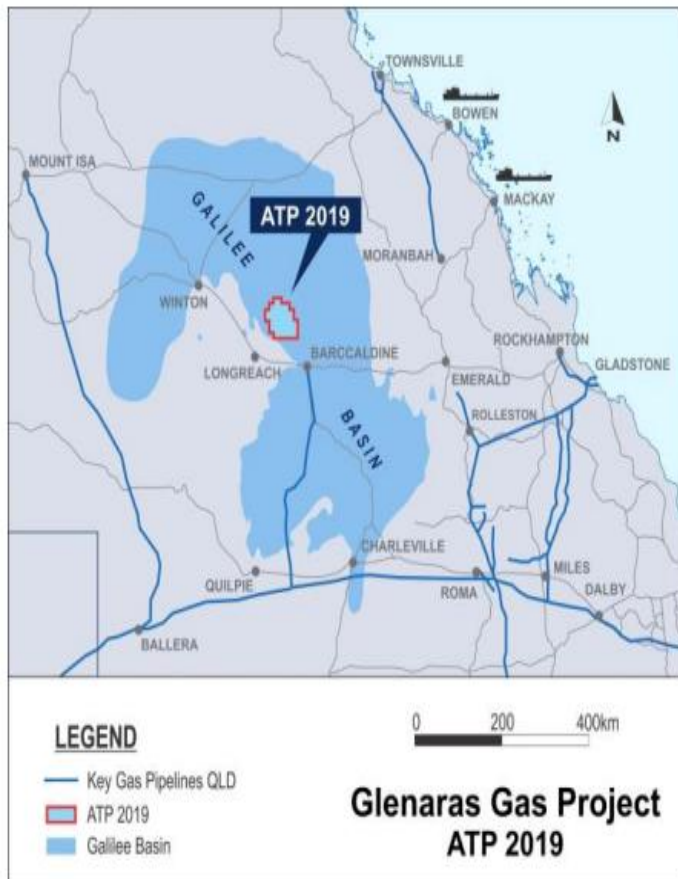 TOWNSVILLE
BOWEN
N
MOUNT ISA
MACKAY
GALILEE
ATP 2019
MORANBAH
WINTON
ROCKHAMPTON
LONGREACH
BARCCALDINE
GLADSTONE
EMERALD
ROLLESTON
BASIN
CHARLEVILLE
QUILPIE
ROMA
MILES
DALBY
BALLERA
LEGEND
0 200 400km
Key Gas Pipelines QLD
ATP 2019
Galilee Basin
Glenaras Gas Project
ATP 2019